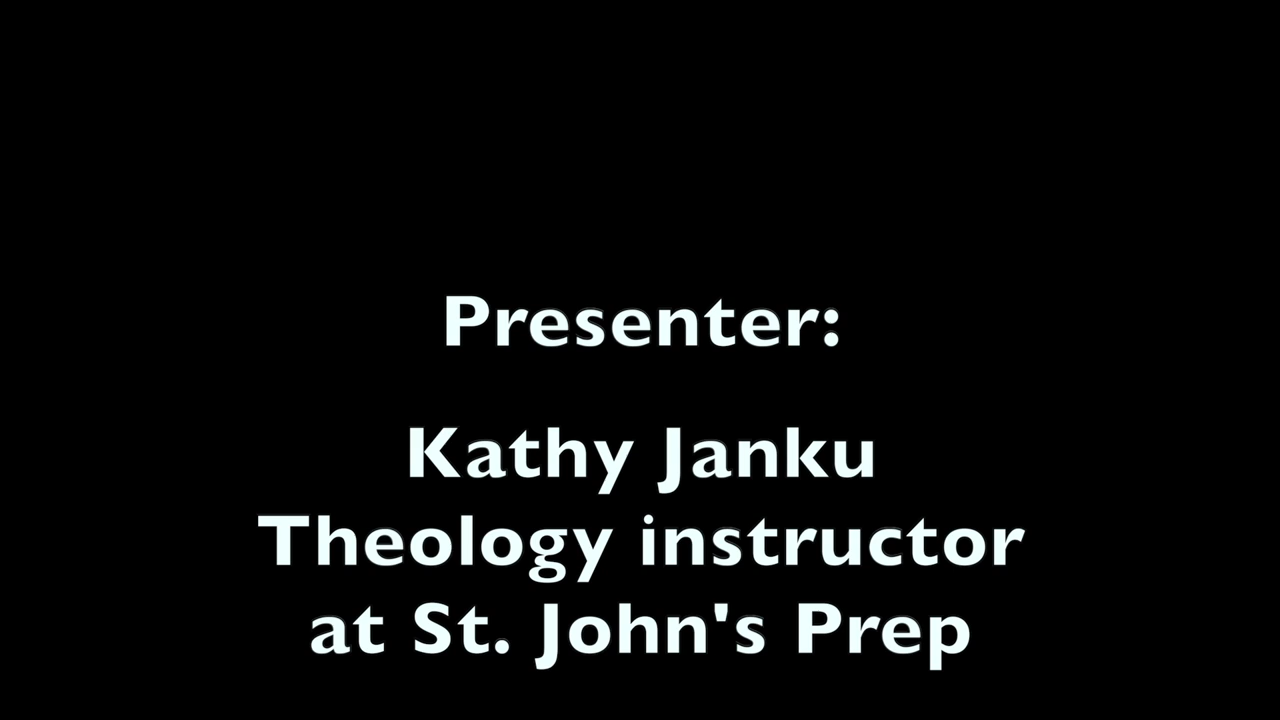 Presenter:
Kathy Janku
Theology instructor
at St. John's Prep